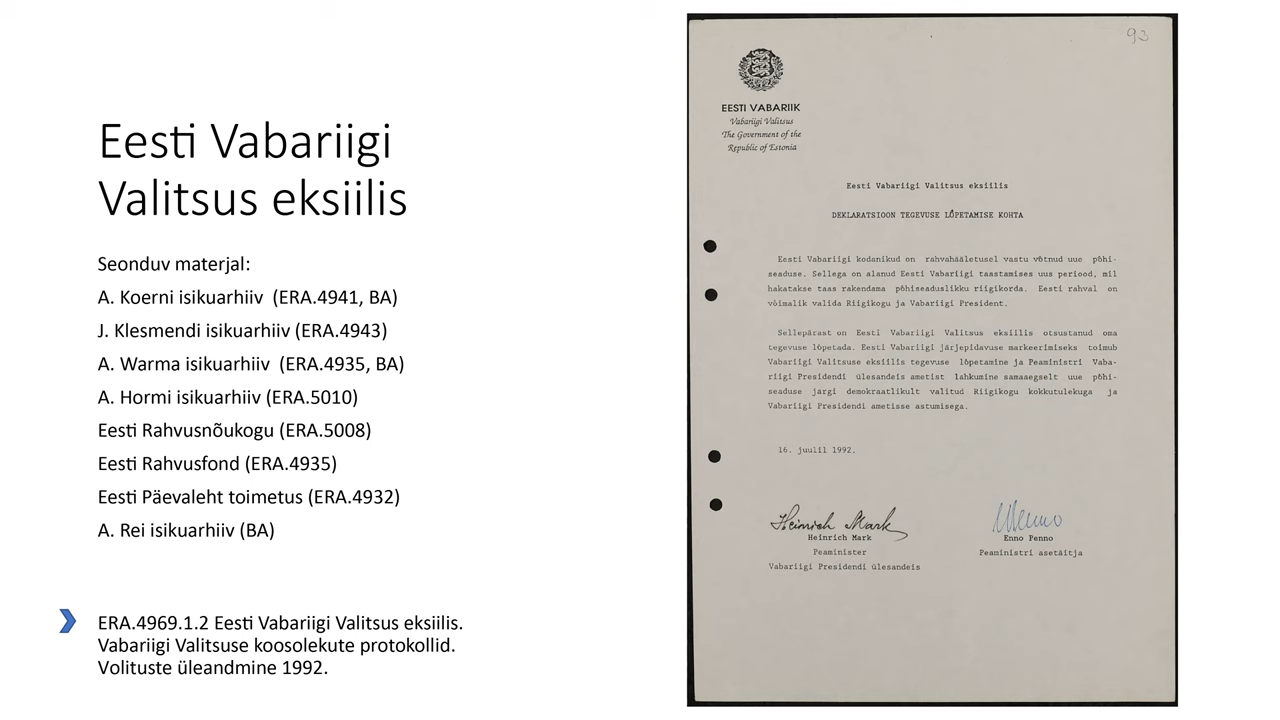 Eesti Vabariigi
Valitsus eksiilis
Seonduv materjal:
A. Koerni isikuarhiiv (ERA.4941, BA)
J. Klesmendi isikuarhiiv (ERA.4943)
A. Warma isikuarhiiv (ERA.4935, BA)
A. Hormi isikuarhiiv (ERA.5010)
Eesti Rahvusnõukogu (ERA.5008)
Eesti Rahvusfond (ERA.4935)
Eesti Päevaleht toimetus (ERA.4932)
A. Rei isikuarhiiv (BA)
ERA.4969.1.2 Eesti Vabariigi Valitsus eksiilis.
Vabariigi Valitsuse koosolekute protokollid.
Volituste üleandmine 1992.
93
EESTI VABARIIK
Vabariigi Valitsus
The Government of the
Republic of Estonia
Eesti Vabariigi Valitsus eksiilis
DEKLARATSIOON TEGEVUSE LÕPETAMISE KOHTA
Eesti Vabariigi kodanikud on rahvahääletusel vastu võtnud uue põhi-
seaduse. Sellega on alanud Eesti Vabariigi taastamises uus periood, mil
hakatakse taas rakendama põhiseaduslikku riigikorda. Eesti rahval on
võimalik valida Riigikogu ja Vabariigi President.
Sellepärast on Eesti Vabariigi Valitsus eksiilis otsustanud oma
tegevuse lõpetada. Eesti Vabariigi järjepidavuse markeerimiseks toimub
Vabariigi Valitsuse eksiilis tegevuse lõpetamine ja Peaministri Vaba-
riigi Presidendi ülesandeis ametist lahkumine samaaegselt uue põhi-
seaduse järgi demokraatlikult valitud Riigikogu kokkutulekuga ja
Vabariigi Presidendi ametisse astumisega.
16. juulil 1992.
Heinrich Mark
Heinrich Mark
Enno Penno
Peaminister
Peaministri asetäitja
Vabariigi Presidendi ülesandeis